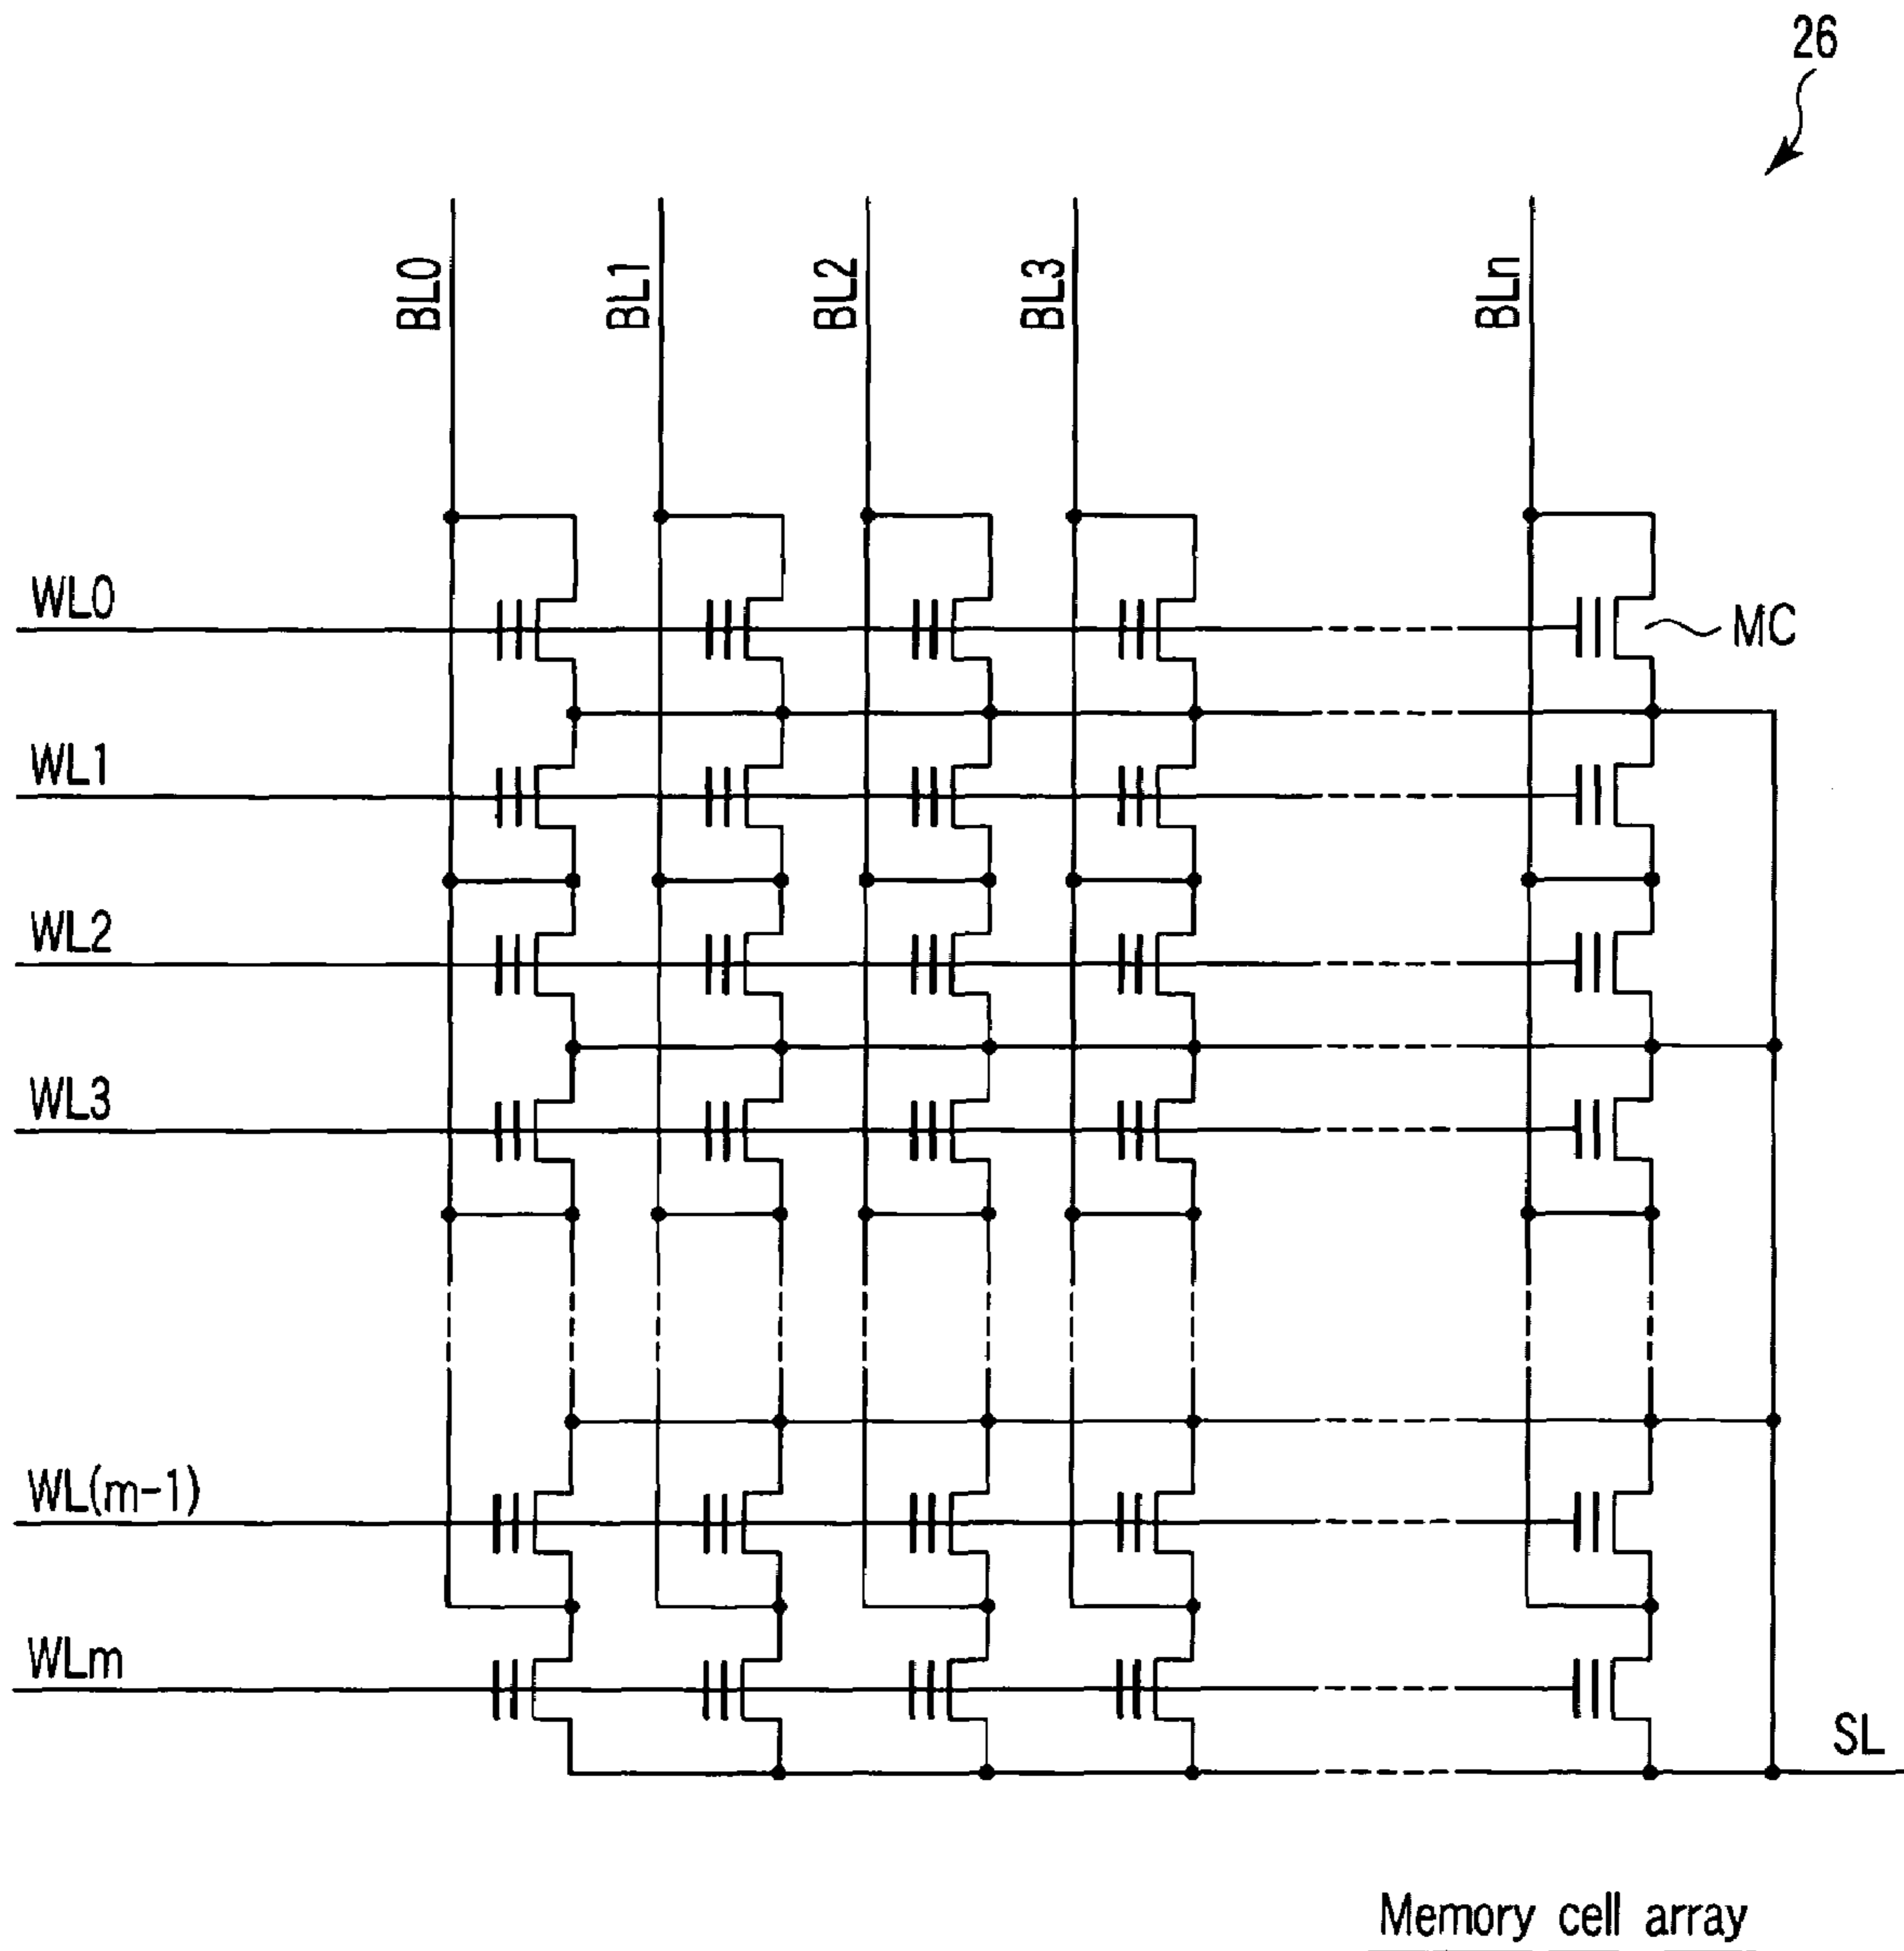 26
BL0
BL1
BL2
BL3
BLn
WL0
MC
WL1
WL2
WL3
WL(m-1)
WLm
SL
Memory cell array